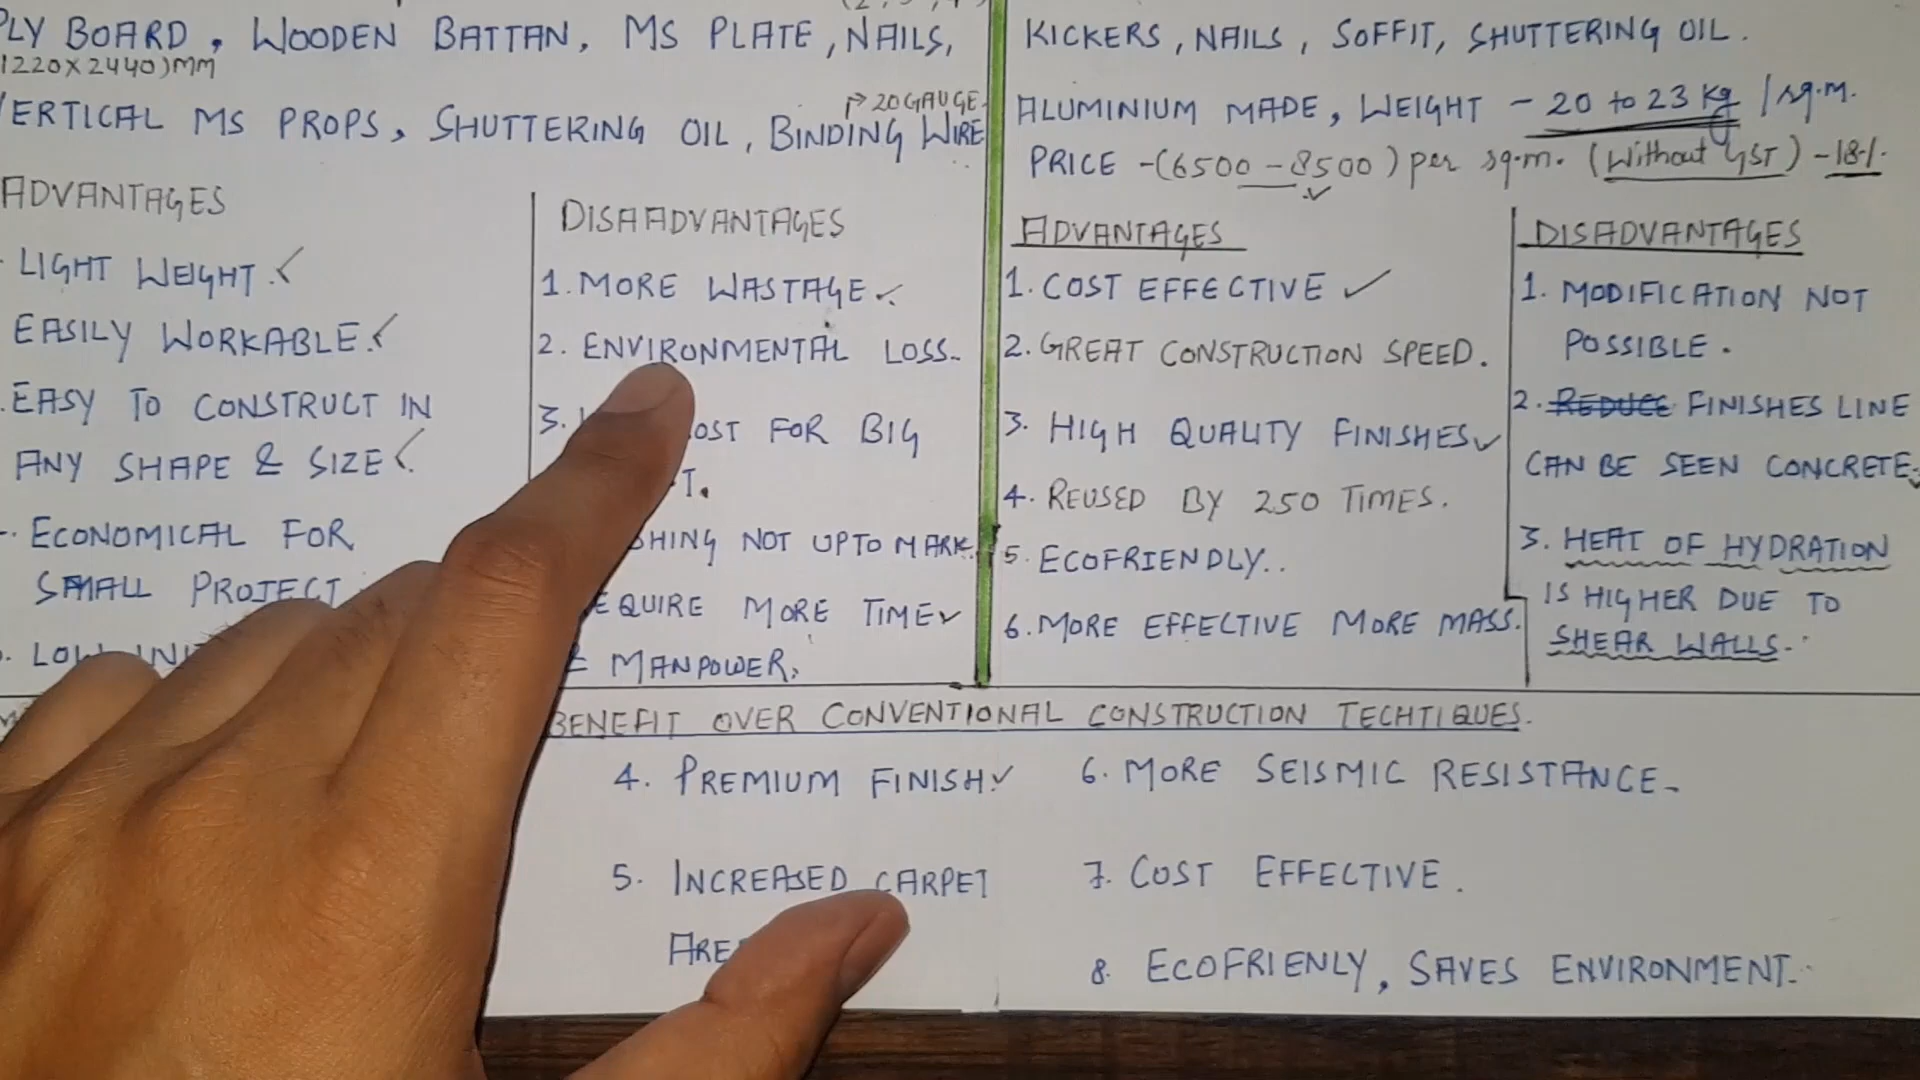 PLY BOARD, WOODEN BATTAN, MS PLATE, NAILS,
1220X2440)MM
VERTICAL MS PROPS, SHUTTERING OIL, BINDING WIRE
→ 20 GAUGE.
ADVANTAGES
- LIGHT WEIGHT.
EASILY WORKABLE.
. EASY TO CONSTRUCT IN
ANY SHAPE & SIZE
-. ECONOMICAL FOR
SMALL PROJECT
DISAADVANTAGES
1. MORE WASTAGE
2. ENVIRONMENTAL LOSS.
3. FOR BIG
NOT UPTO MARK.
MORE TIME
& MANPOWER,
KICKERS, NAILS, SOFFIT, SHUTTERING OIL.
ALUMINIUM MADE, WEIGHT - 20 to 23 kg /sq.m.
PRICE -(6500 - 8500) per sq.m. (Without GST) - 18%.
ADVANTAGES
1. COST EFFECTIVE
2. GREAT CONSTRUCTION SPEED.
3. HIGH QUALITY FINISHES
4. REUSED BY 250 TIMES.
5. ECOFRIENDLY..
6. MORE EFFECTIVE MORE MASS.
DISADVANTAGES
1. MODIFICATION NOT
POSSIBLE.
2. FINISHES LINE
CAN BE SEEN CONCRETE
3. HEAT OF HYDRATION
IS HIGHER DUE TO
SHEAR WALLS.
BENEFIT OVER CONVENTIONAL CONSTRUCTION TECHTIQUES.
4. PREMIUM FINISH
5. INCREASED CARPET
6. MORE SEISMIC RESISTANCE.
7. COST EFFECTIVE.
8. ECOFRIENLY, SAVES ENVIRONMENT.